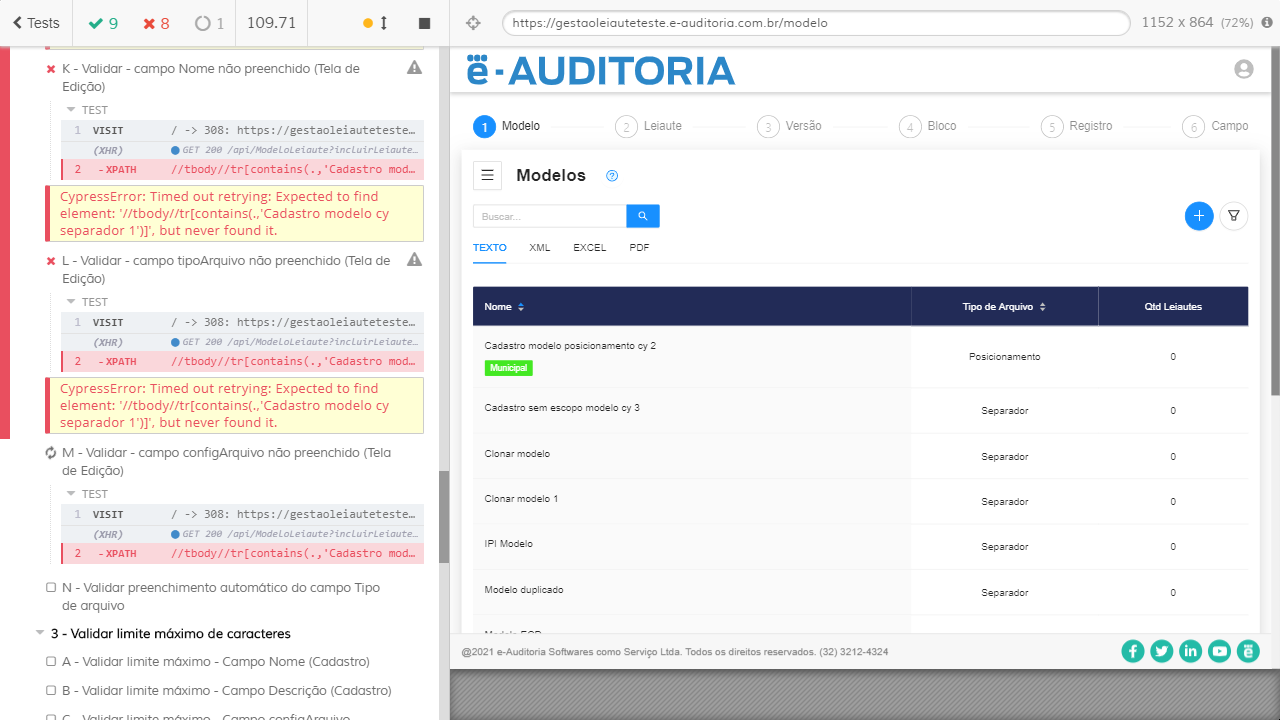 Tests
9
8
1
109.71
https://gestaoleiauteteste.e-auditoria.com.br/modelo
1152 x 864 (72%)
K - Validar - campo Nome não preenchido (Tela de
Edição)
TEST
1 VISIT / -> 308: https://gestaoleiauteteste…
(XHR) GET 200 /api/ModeloLeiaute?incluirLeiaute…
2 -XPATH //tbody//tr[contains(.,'Cadastro mod…
CypressError: Timed out retrying: Expected to find
element: '//tbody//tr[contains(.,'Cadastro modelo cy
separador 1')]', but never found it.
L - Validar - campo tipoArquivo não preenchido (Tela de
Edição)
TEST
1 VISIT / -> 308: https://gestaoleiauteteste…
(XHR) GET 200 /api/ModeloLeiaute?incluirLeiaute…
2 -XPATH //tbody//tr[contains(.,'Cadastro mod…
CypressError: Timed out retrying: Expected to find
element: '//tbody//tr[contains(.,'Cadastro modelo cy
separador 1')]', but never found it.
M - Validar - campo configArquivo não preenchido (Tela
de Edição)
TEST
1 VISIT / -> 308: https://gestaoleiauteteste…
(XHR) GET 200 /api/ModeloLeiaute?incluirLeiaute…
2 -XPATH //tbody//tr[contains(.,'Cadastro mod…
N - Validar preenchimento automático do campo Tipo
de arquivo
3 - Validar limite máximo de caracteres
A - Validar limite máximo - Campo Nome (Cadastro)
B - Validar limite máximo - Campo Descrição (Cadastro)
C - Validar limite máximo - Campo configArquivo
ë-AUDITORIA
1 Modelo
2 Leiaute
3 Versão
4 Bloco
5 Registro
6 Campo
Modelos
Buscar...
TEXTO XML EXCEL PDF
Nome Tipo de Arquivo Qtd Leiautes
Cadastro modelo posicionamento cy 2
Municipal
Posicionamento 0
Cadastro sem escopo modelo cy 3 Separador 0
Clonar modelo Separador 0
Clonar modelo 1 Separador 0
IPI Modelo Separador 0
Modelo duplicado Separador 0
Modelo ECD
@2021 e-Auditoria Softwares como Serviço Ltda. Todos os direitos reservados. (32) 3212-4324